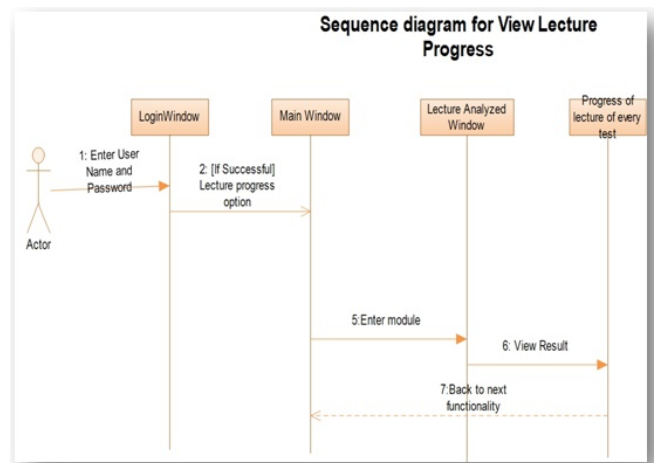 Sequence diagram for View Lecture
Progress
LoginWindow
Main Window
Lecture Analyzed
Window
Progress of
lecture of every
test
1: Enter User
Name and
Password
2: [If Successful]
Lecture progress
option
Actor
5:Enter module
6: View Result
7:Back to next
functionality